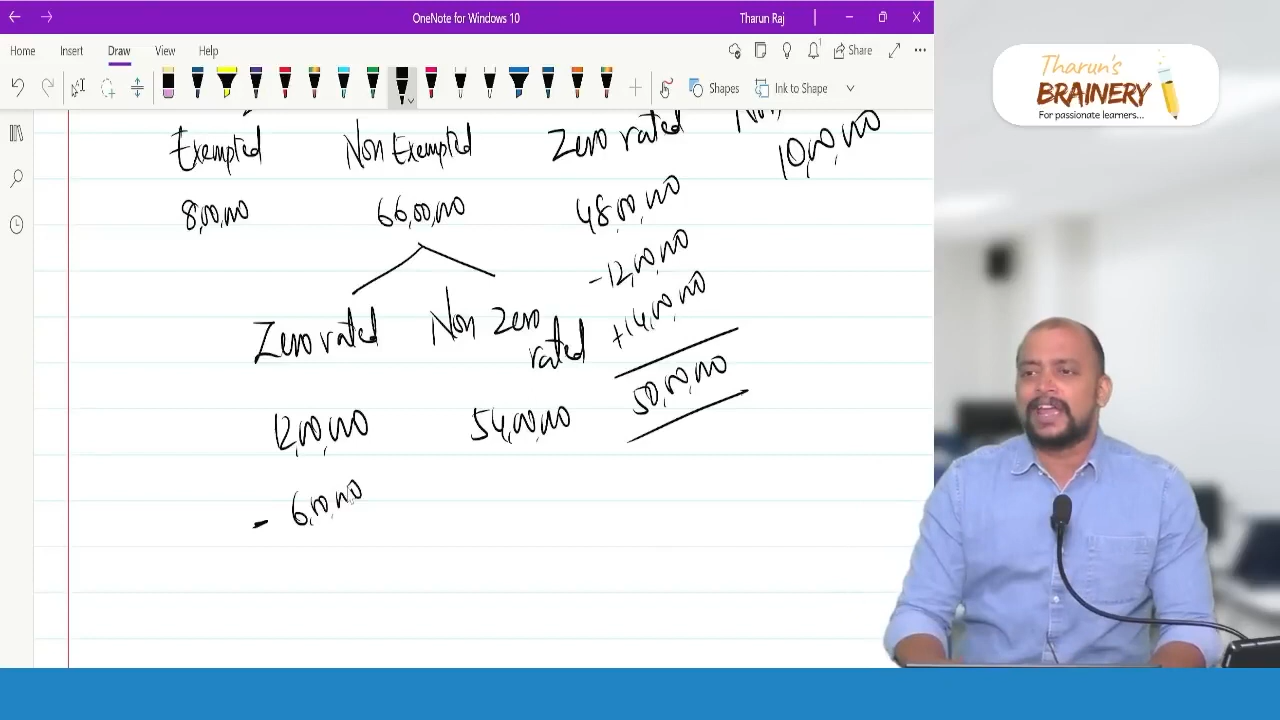 OneNote for Windows 10
Tharun Raj
Home Insert Draw View Help
Share
Shapes
Ink to Shape
Tharun's
BRAINERY
For passionate learners...
Exempted Non Exempted Zero rated
10,00,000
8,00,000 66,00,000 48,00,000
-12,00,000
+14,00,000
50,00,000
Zero rated Non Zero
rated
12,00,000 54,00,000
- 6,00,000